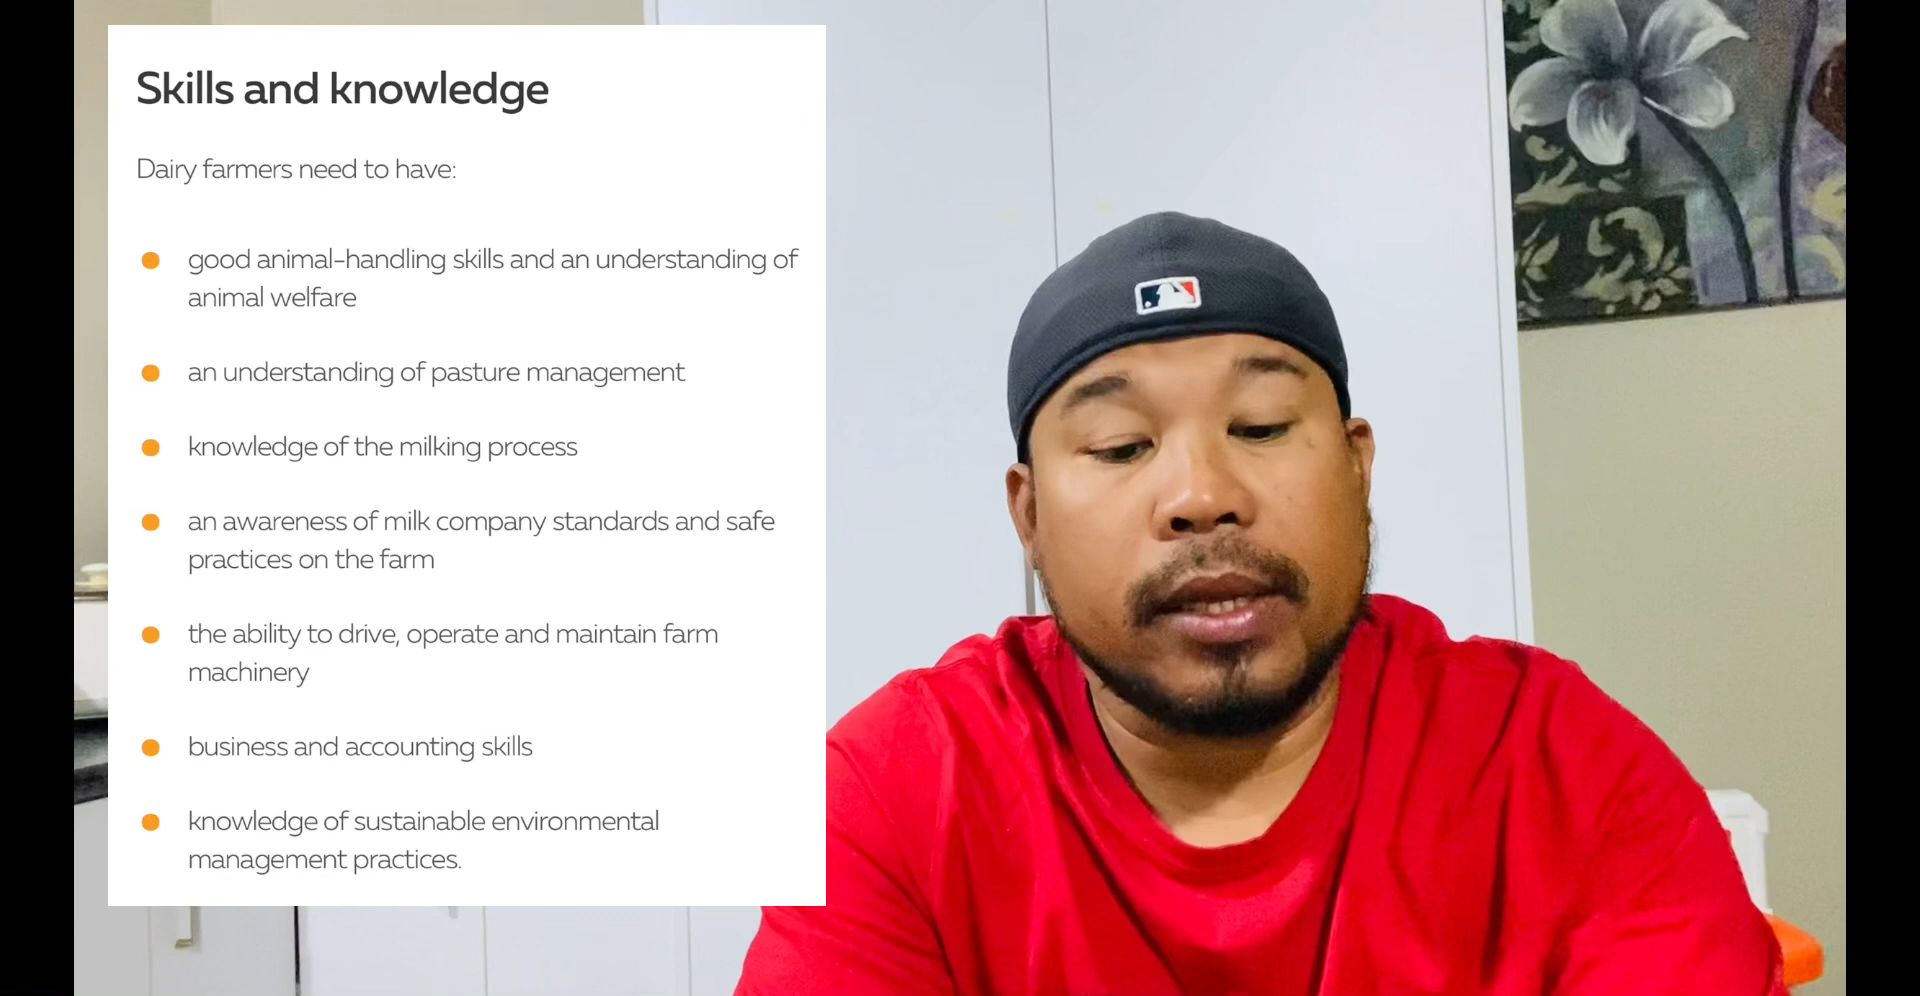 Skills and knowledge
Dairy farmers need to have:
good animal-handling skills and an understanding of
animal welfare
an understanding of pasture management
knowledge of the milking process
an awareness of milk company standards and safe
practices on the farm
the ability to drive, operate and maintain farm
machinery
business and accounting skills
knowledge of sustainable environmental
management practices.